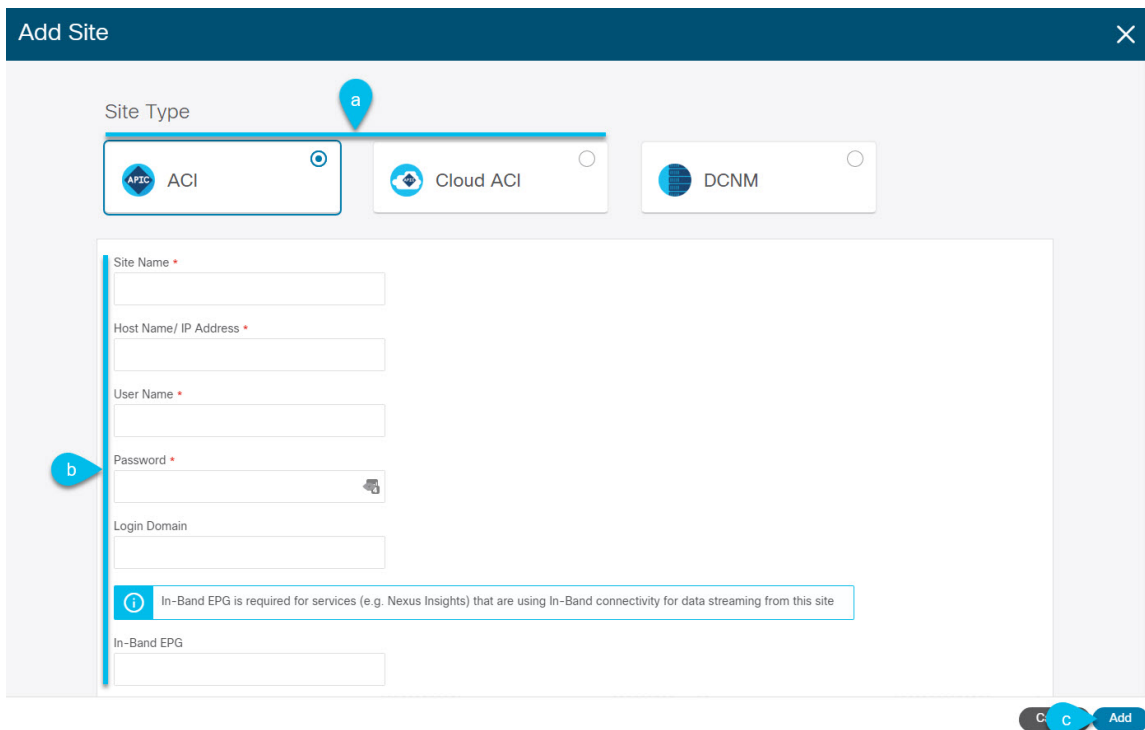 Add Site
Site Type
a
APIC ACI
Cloud ACI
DCNM
Site Name *
Host Name/ IP Address *
User Name *
b
Password *
Login Domain
In-Band EPG is required for services (e.g. Nexus Insights) that are using In-Band connectivity for data streaming from this site
In-Band EPG
c
Add